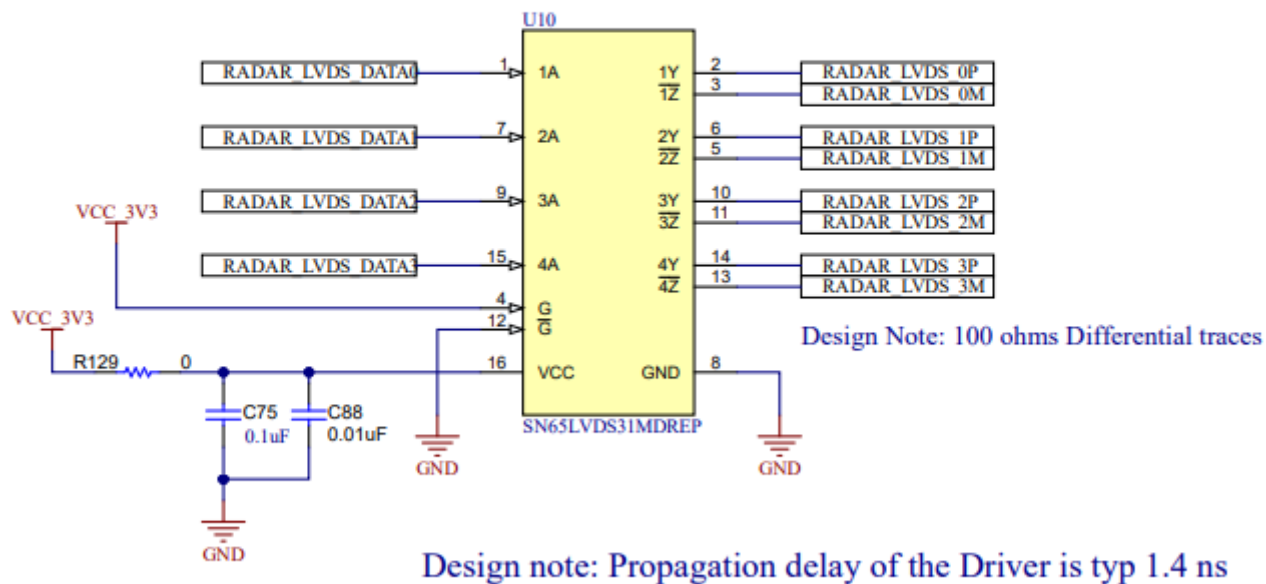 U10
RADAR_LVDS_DATA0 1 1A 1Y 2 RADAR_LVDS_0P
1Z 3 RADAR_LVDS_0M
RADAR_LVDS_DATA1 7 2A 2Y 6 RADAR_LVDS_1P
2Z 5 RADAR_LVDS_1M
RADAR_LVDS_DATA2 9 3A 3Y 10 RADAR_LVDS_2P
VCC_3V3
3Z 11 RADAR_LVDS_2M
RADAR_LVDS_DATA3 15 4A 4Y 14 RADAR_LVDS_3P
4Z 13 RADAR_LVDS_3M
4 G
VCC_3V3
12 G
Design Note: 100 ohms Differential traces
R129 0 16 VCC GND 8
C75 C88
0.1uF 0.01uF
SN65LVDS31MDREP
GND GND
GND
Design note: Propagation delay of the Driver is typ 1.4 ns